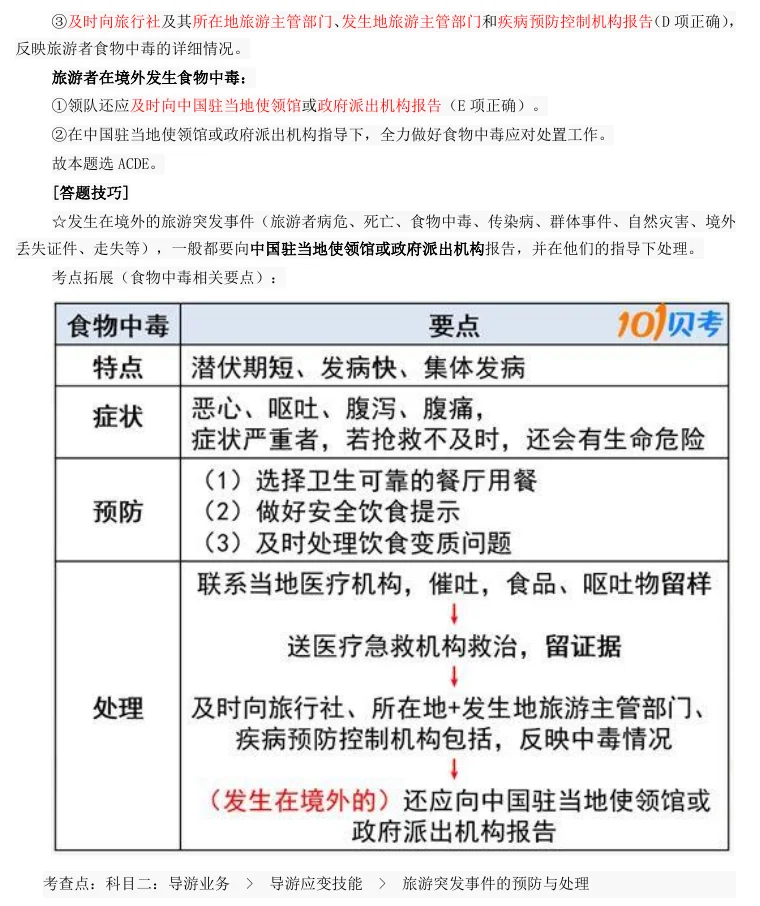 ③及时向旅行社及其所在地旅游主管部门、发生地旅游主管部门和疾病预防控制机构报告（D 项正确），
反映旅游者食物中毒的详细情况。
旅游者在境外发生食物中毒：
①领队还应及时向中国驻当地使领馆或政府派出机构报告（E 项正确）。
②在中国驻当地使领馆或政府派出机构指导下，全力做好食物中毒应对处置工作。
故本题选 ACDE。
[答题技巧]
☆发生在境外的旅游突发事件（旅游者病危、死亡、食物中毒、传染病、群体事件、自然灾害、境外
丢失证件、走失等），一般都要向中国驻当地使领馆或政府派出机构报告，并在他们的指导下处理。
考点拓展（食物中毒相关要点）：
食物中毒 要点 101贝考
特点 潜伏期短、发病快、集体发病
症状 恶心、呕吐、腹泻、腹痛，
症状严重者，若抢救不及时，还会有生命危险
预防 （1）选择卫生可靠的餐厅用餐
（2）做好安全饮食提示
（3）及时处理饮食变质问题
处理 联系当地医疗机构，催吐，食品、呕吐物留样
↓
送医疗急救机构救治，留证据
↓
及时向旅行社、所在地+发生地旅游主管部门、
疾病预防控制机构包括，反映中毒情况
↓
（发生在境外的）还应向中国驻当地使领馆或
政府派出机构报告
考查点：科目二：导游业务 > 导游应变技能 > 旅游突发事件的预防与处理